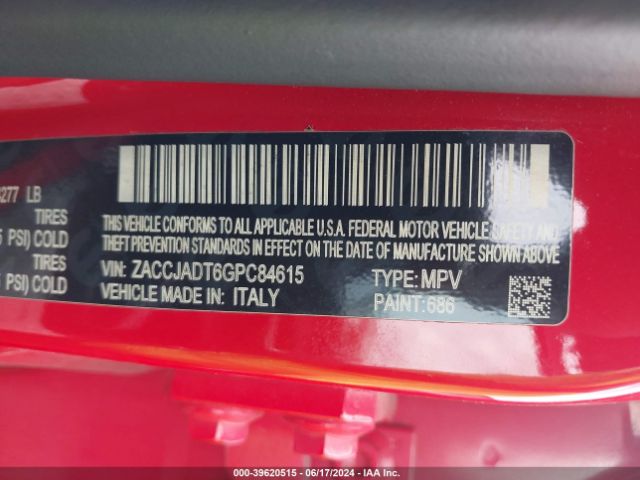 277 LB
TIRES
PSI) COLD
TIRES
PSI) COLD
THIS VEHICLE CONFORMS TO ALL APPLICABLE U.S.A. FEDERAL MOTOR VEHICLE SAFETY AND
THEFT PREVENTION STANDARDS IN EFFECT ON THE DATE OF MANUFACTURE SHOWN ABOVE.
VIN: ZACCJADT6GPC84615
TYPE: MPV
VEHICLE MADE IN: ITALY
PAINT: 686
000-39620515 - 06/17/2024 - IAA Inc.